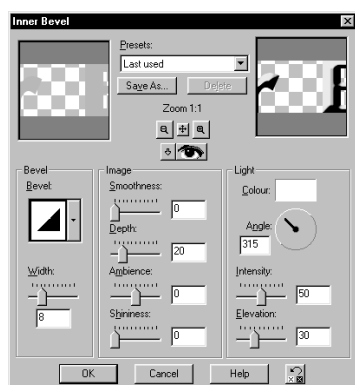 Inner Bevel
Presets:
Last used
Save As...
Delete
Zoom 1:1
Bevel
Bevel:
Width:
8
Image
Smoothness:
0
Depth:
20
Ambience:
0
Shininess:
0
Light
Colour:
Angle:
315
Intensity:
50
Elevation:
30
OK
Cancel
Help